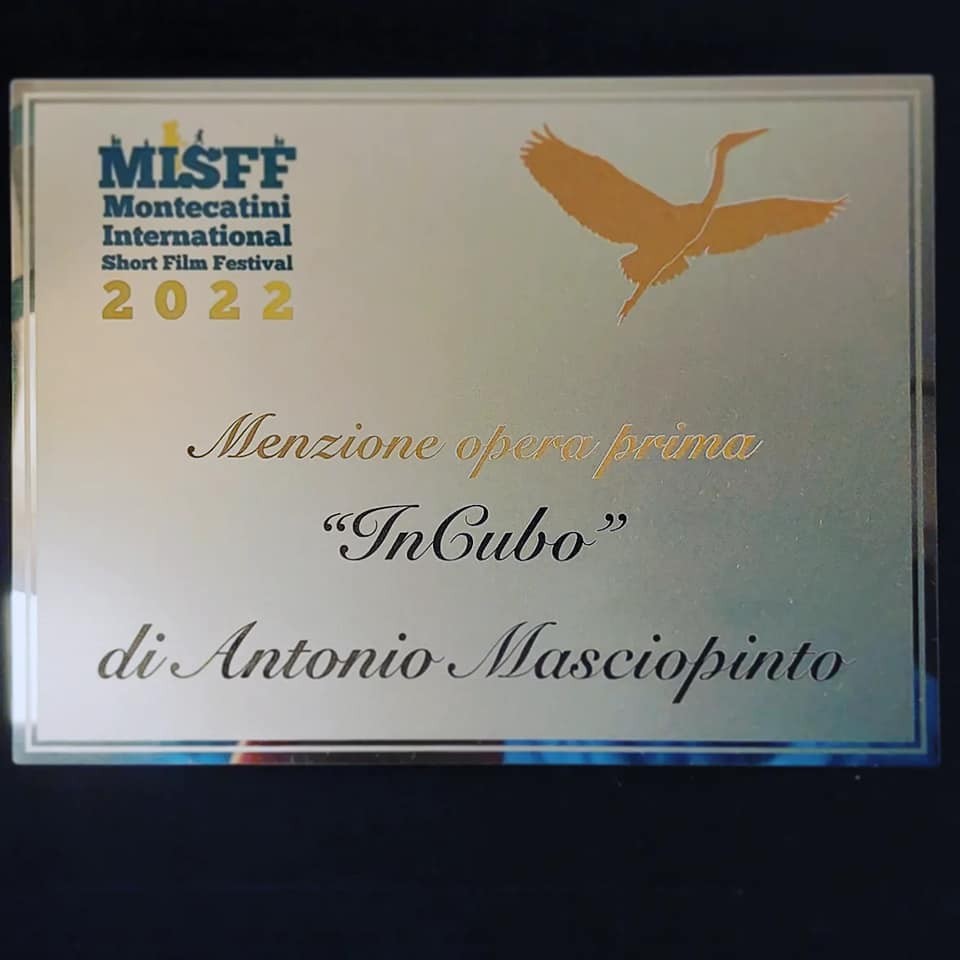 MISFF
Montecatini
International
Short Film Festival
2022
Menzione opera prima
“InCubo”
di Antonio Masciopinto